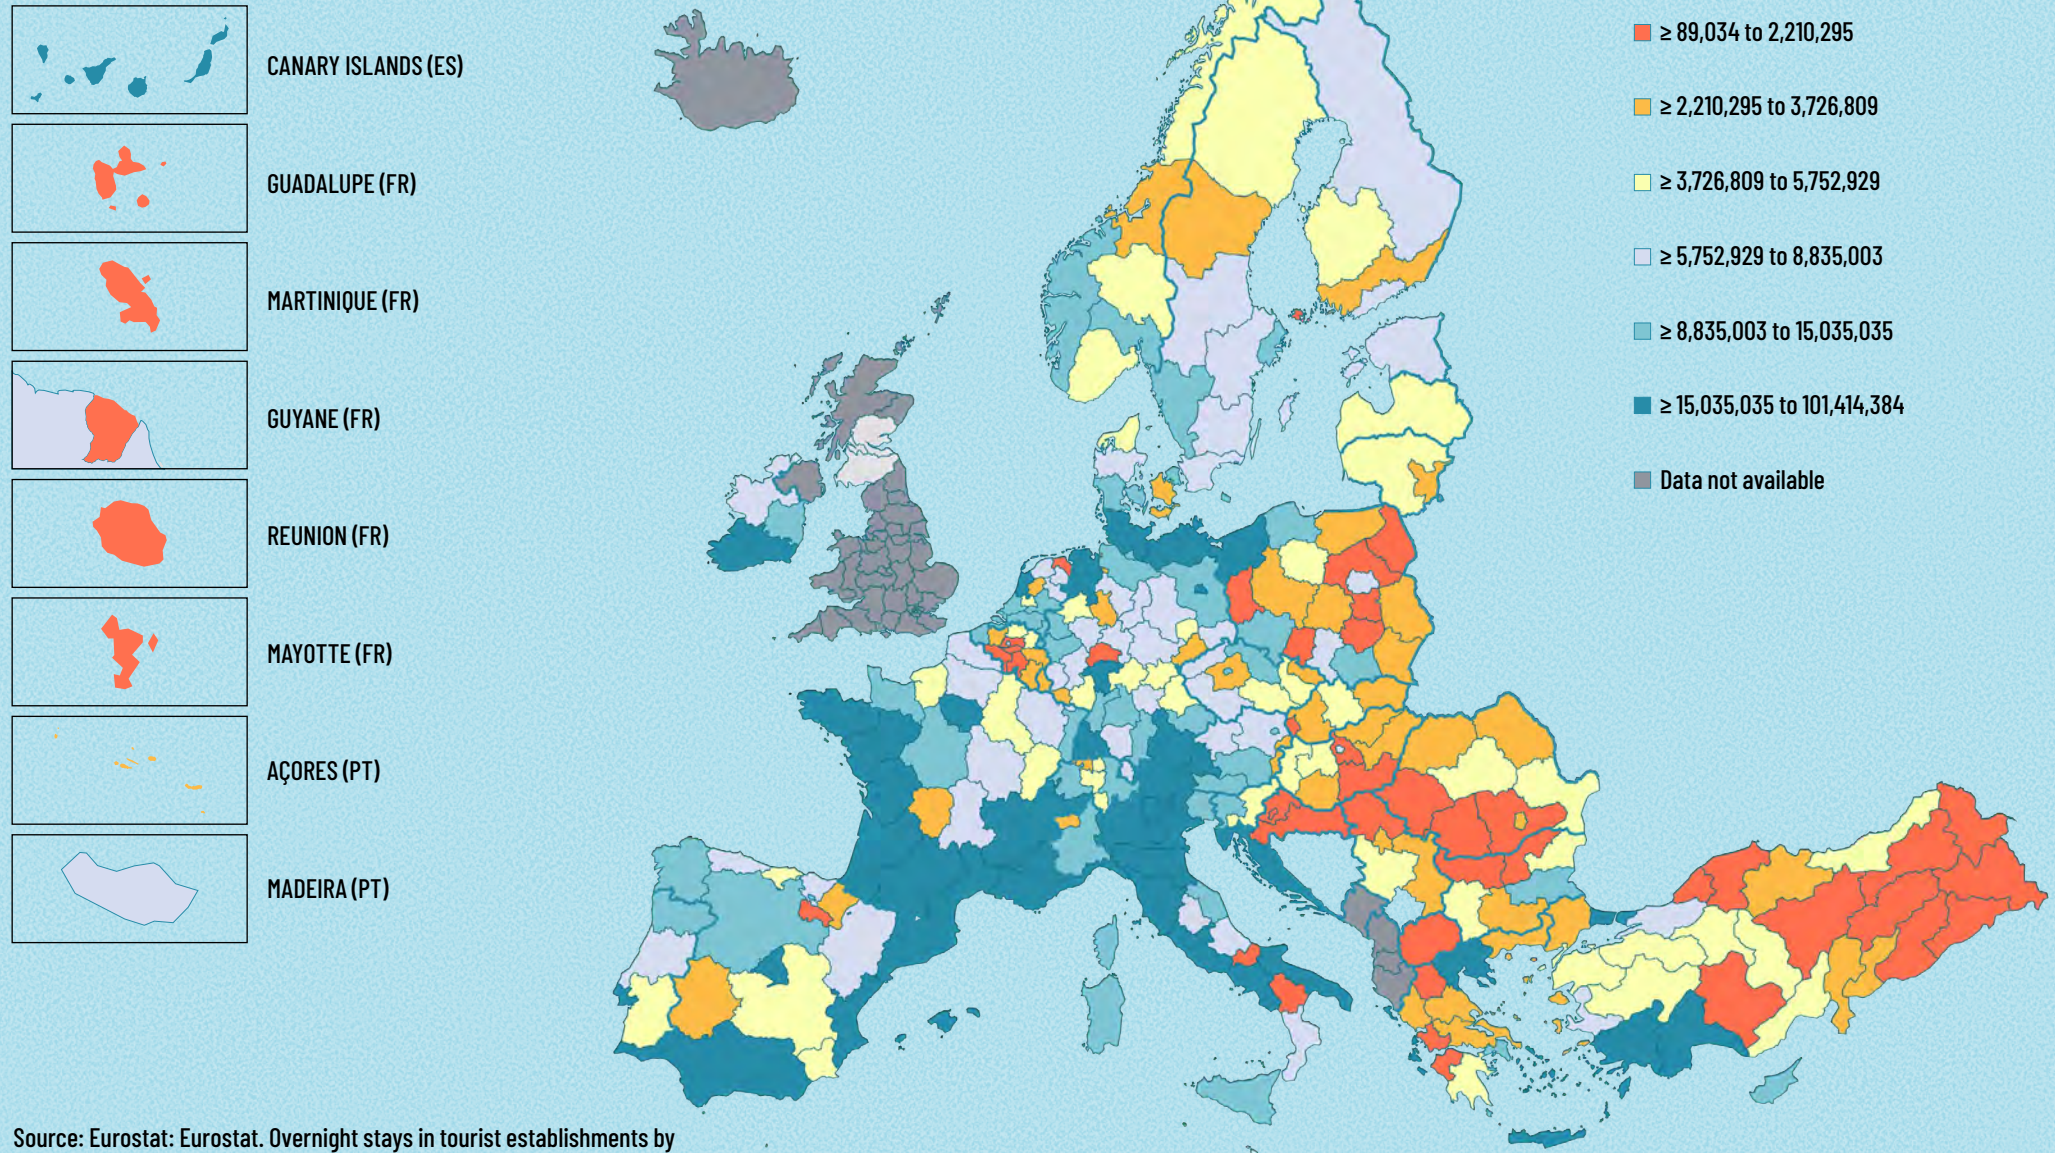 CANARY ISLANDS (ES)
GUADALUPE (FR)
MARTINIQUE (FR)
GUYANE (FR)
REUNION (FR)
MAYOTTE (FR)
AÇORES (PT)
MADEIRA (PT)
≥ 89,034 to 2,210,295
≥ 2,210,295 to 3,726,809
≥ 3,726,809 to 5,752,929
≥ 5,752,929 to 8,835,003
≥ 8,835,003 to 15,035,035
≥ 15,035,035 to 101,414,384
Data not available
Source: Eurostat: Eurostat. Overnight stays in tourist establishments by